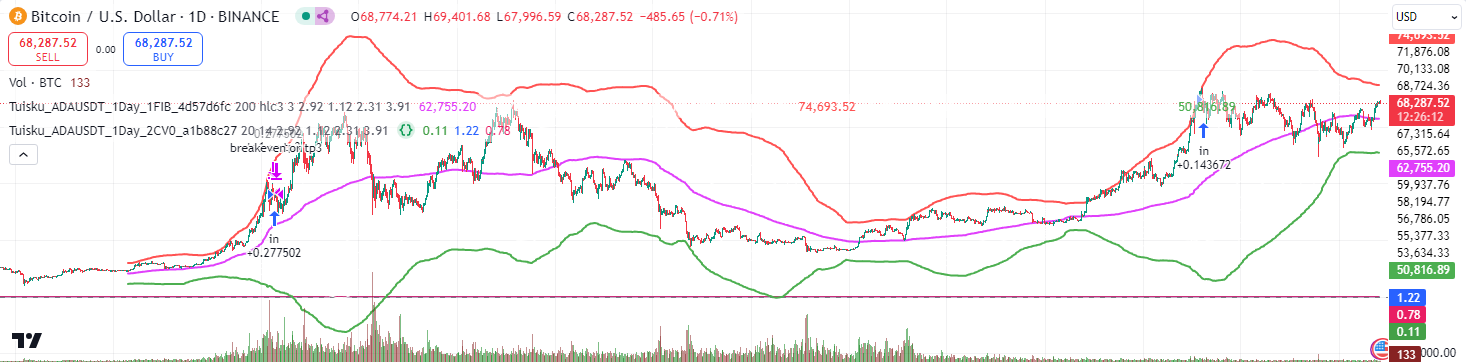 Bitcoin / U.S. Dollar · 1D · BINANCE O68,774.21 H69,401.68 L67,996.59 C68,287.52 −485.65 (−0.71%)
USD
68,287.52
SELL
0.00
68,287.52
BUY
Vol · BTC 133
Tuisku_ADAUSDT_1Day_1FIB_4d57d6fc 200 hlc3 3 2.92 1.12 2.31 3.91 62,755.20
74,693.52
50,816.89
Tuisku_ADAUSDT_1Day_2CV0_a1b88c27 20 14 2.92 1.12 2.31 3.91 0.11 1.22 0.78
0.277502
breakeven on tp3
in
+0.277502
in
+0.143672
74,693.52
71,876.08
70,133.08
68,724.36
68,287.52
12:26:12
67,315.64
65,572.65
62,755.20
59,937.76
58,194.77
56,786.05
55,377.33
53,634.33
50,816.89
1.22
0.78
0.11
133
000.00